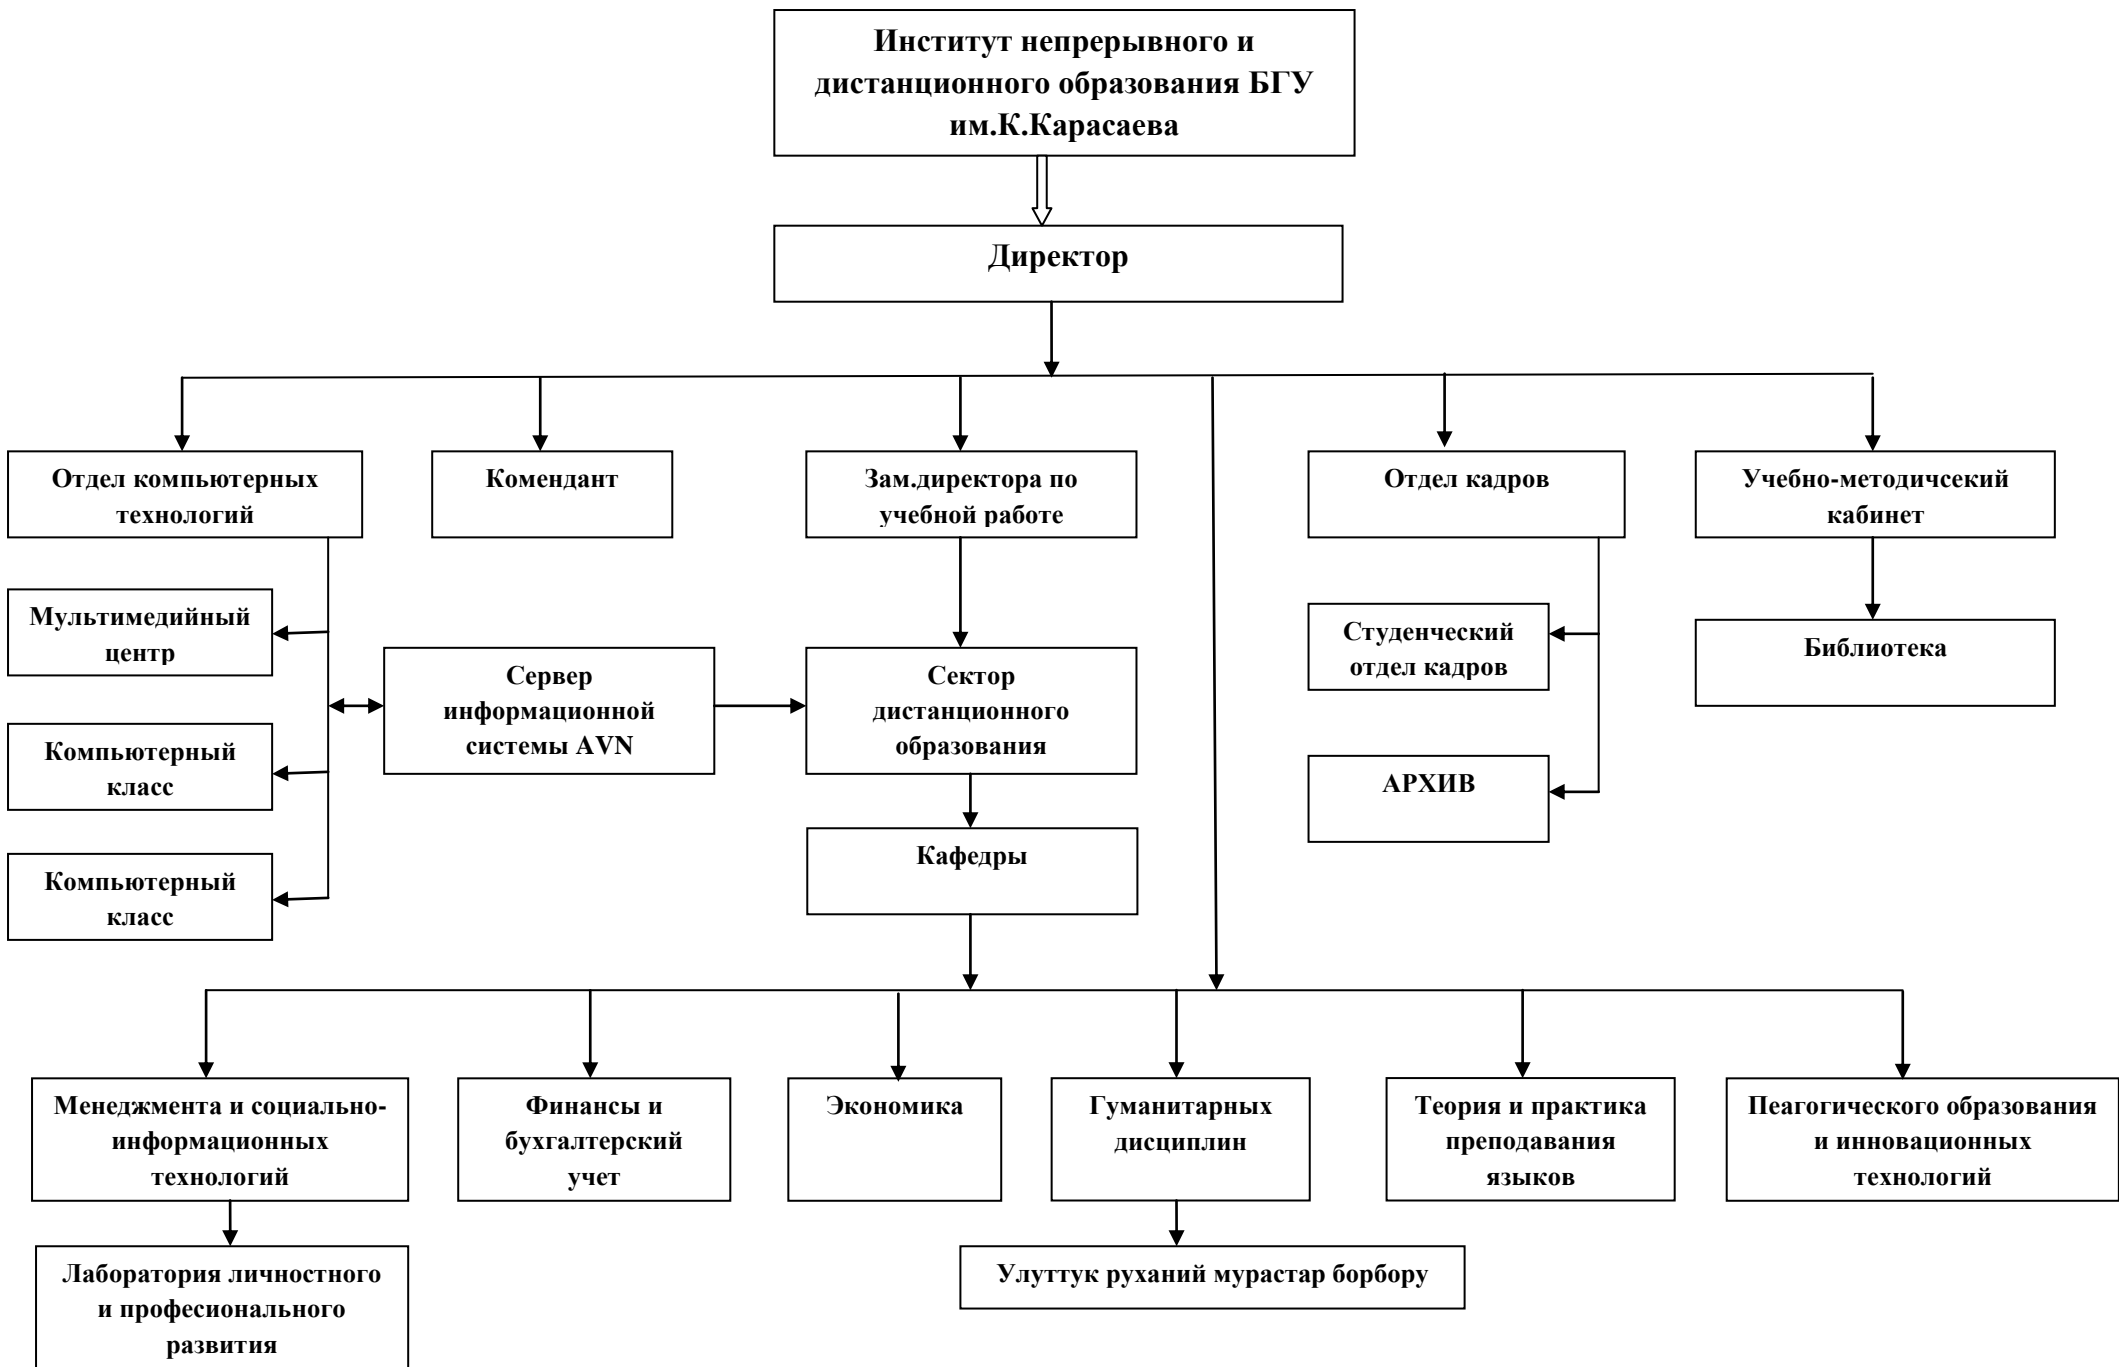 Институт непрерывного и
дистанционного образования БГУ
им.К.Карасаева
Директор
Отдел компьютерных
технологий
Комендант
Зам.директора по
учебной работе
Отдел кадров
Учебно-методичсекий
кабинет
Мультимедийный
центр
Компьютерный
класс
Компьютерный
класс
Сервер
информационной
системы AVN
Сектор
дистанционного
образования
Студенческий
отдел кадров
АРХИВ
Библиотека
Кафедры
Менеджмента и социально-
информационных
технологий
Финансы и
бухгалтерский
учет
Экономика
Гуманитарных
дисциплин
Теория и практика
преподавания
языков
Пеагогического образования
и инновационных
технологий
Лаборатория личностного
и професионального
развития
Улуттук руханий мурастар борбору